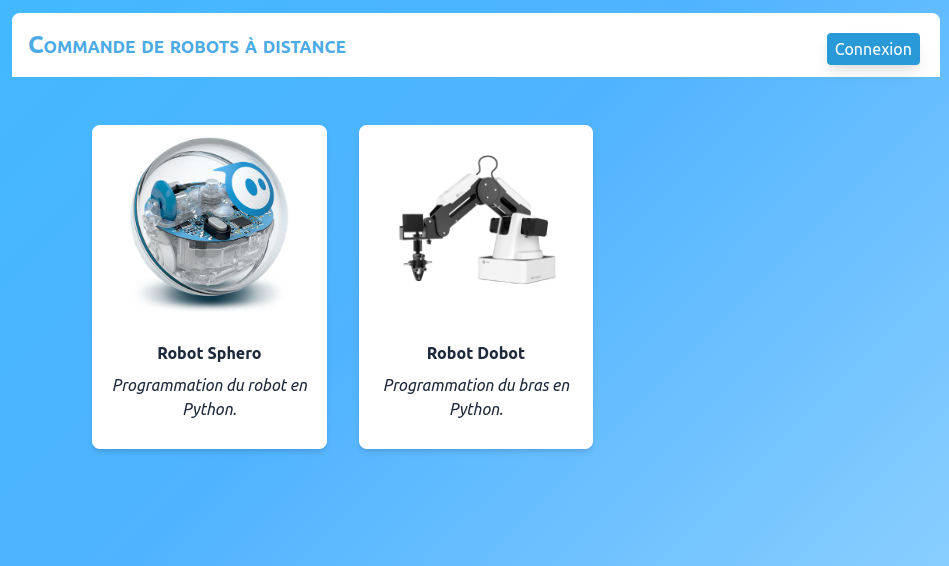 Commande de robots à distance
Connexion
Robot Sphero
Robot Dobot
Programmation du robot en
Python.
Programmation du bras en
Python.